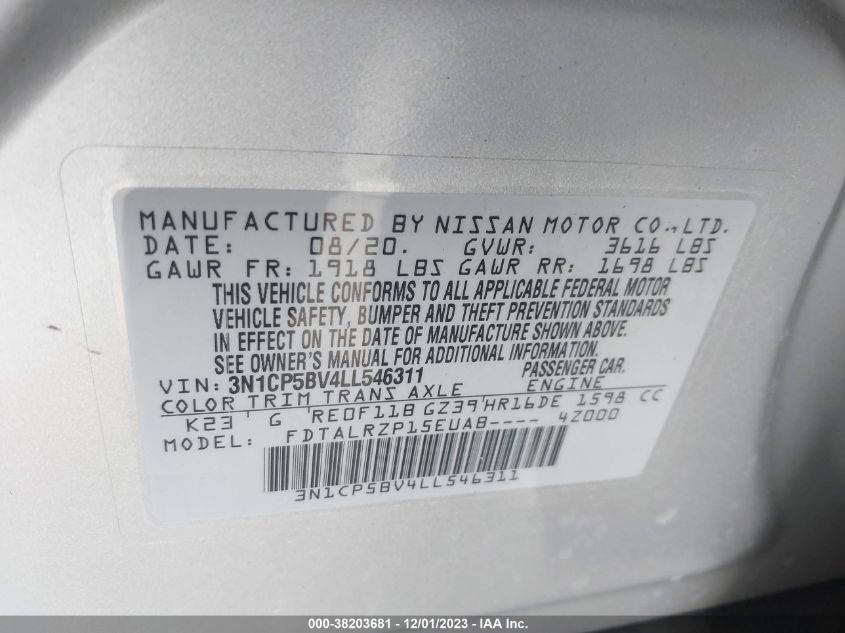 MANUFACTURED BY NISSAN MOTOR CO.,LTD.
DATE: 08/20. GVWR: 3616 LBS
GAWR FR: 1918 LBS GAWR RR: 1698 LBS
THIS VEHICLE CONFORMS TO ALL APPLICABLE FEDERAL MOTOR
VEHICLE SAFETY, BUMPER AND THEFT PREVENTION STANDARDS
IN EFFECT ON THE DATE OF MANUFACTURE SHOWN ABOVE.
SEE OWNER'S MANUAL FOR ADDITIONAL INFORMATION.
VIN: 3N1CP5BV4LL546311 PASSENGER CAR.
COLOR TRIM TRANS AXLE ENGINE
K23 G RE0F11B GZ39 HR16DE 1598 CC
MODEL: FDTALRZP15EUAB---- 4Z000
3N1CP5BV4LL546311
000-38203681 - 12/01/2023 - IAA Inc.